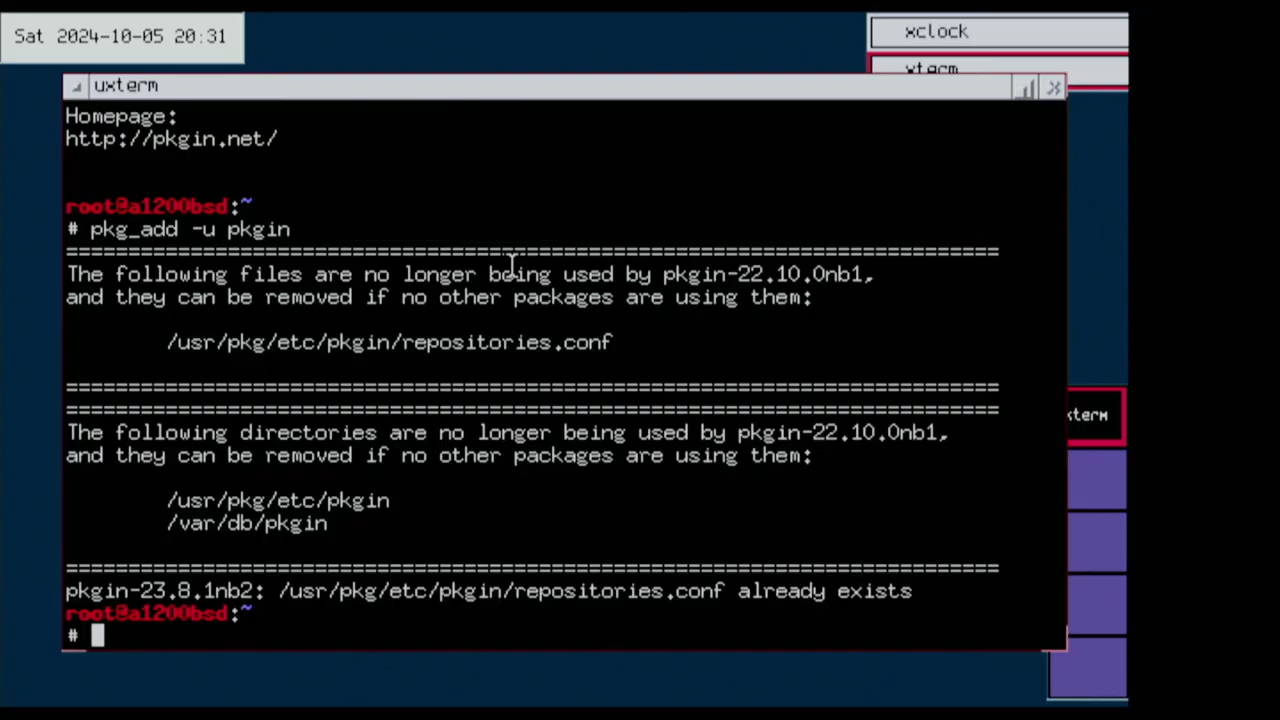 Sat 2024-10-05 20:31
xclock
xterm
uxterm
Homepage:
http://pkgin.net/
root@a1200bsd:~
# pkg_add -u pkgin
===========================================================================
The following files are no longer being used by pkgin-22.10.0nb1,
and they can be removed if no other packages are using them:
/usr/pkg/etc/pkgin/repositories.conf
===========================================================================
===========================================================================
The following directories are no longer being used by pkgin-22.10.0nb1,
and they can be removed if no other packages are using them:
/usr/pkg/etc/pkgin
/var/db/pkgin
===========================================================================
pkgin-23.8.1nb2: /usr/pkg/etc/pkgin/repositories.conf already exists
root@a1200bsd:~
#
xterm